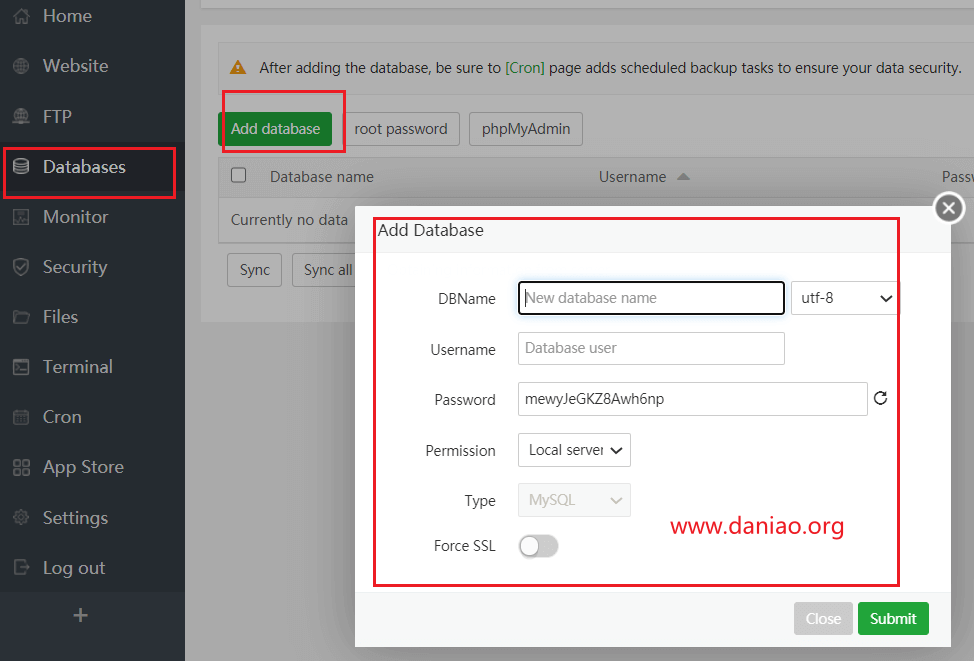 Home
Website
FTP
Databases
Monitor
Security
Files
Terminal
Cron
App Store
Settings
Log out
After adding the database, be sure to [Cron] page adds scheduled backup tasks to ensure your data security.
Add database root password phpMyAdmin
Database name Username Passw
Currently no data
Sync Sync all
Add Database
DBName New database name utf-8
Username Database user
Password mewyJeGKZ8Awh6np
Permission Local server
Type MySQL
Force SSL
www.daniao.org
Close Submit